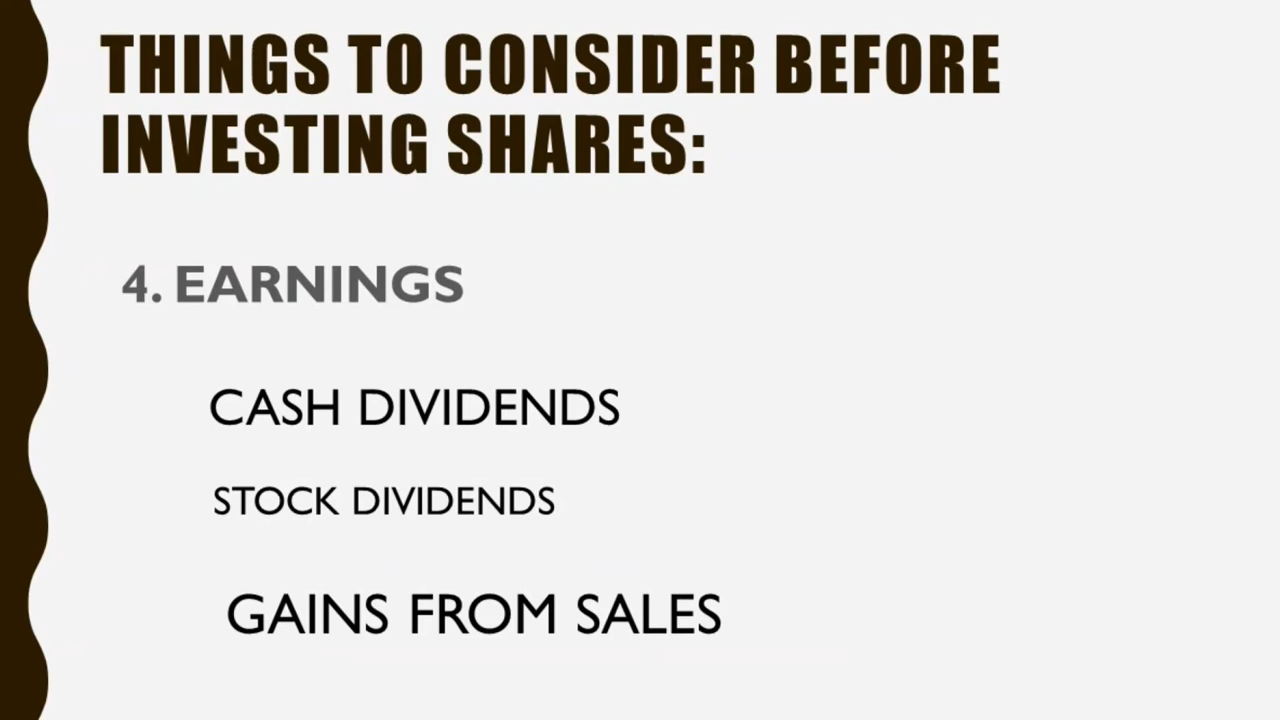 THINGS TO CONSIDER BEFORE
INVESTING SHARES:
4. EARNINGS
CASH DIVIDENDS
STOCK DIVIDENDS
GAINS FROM SALES